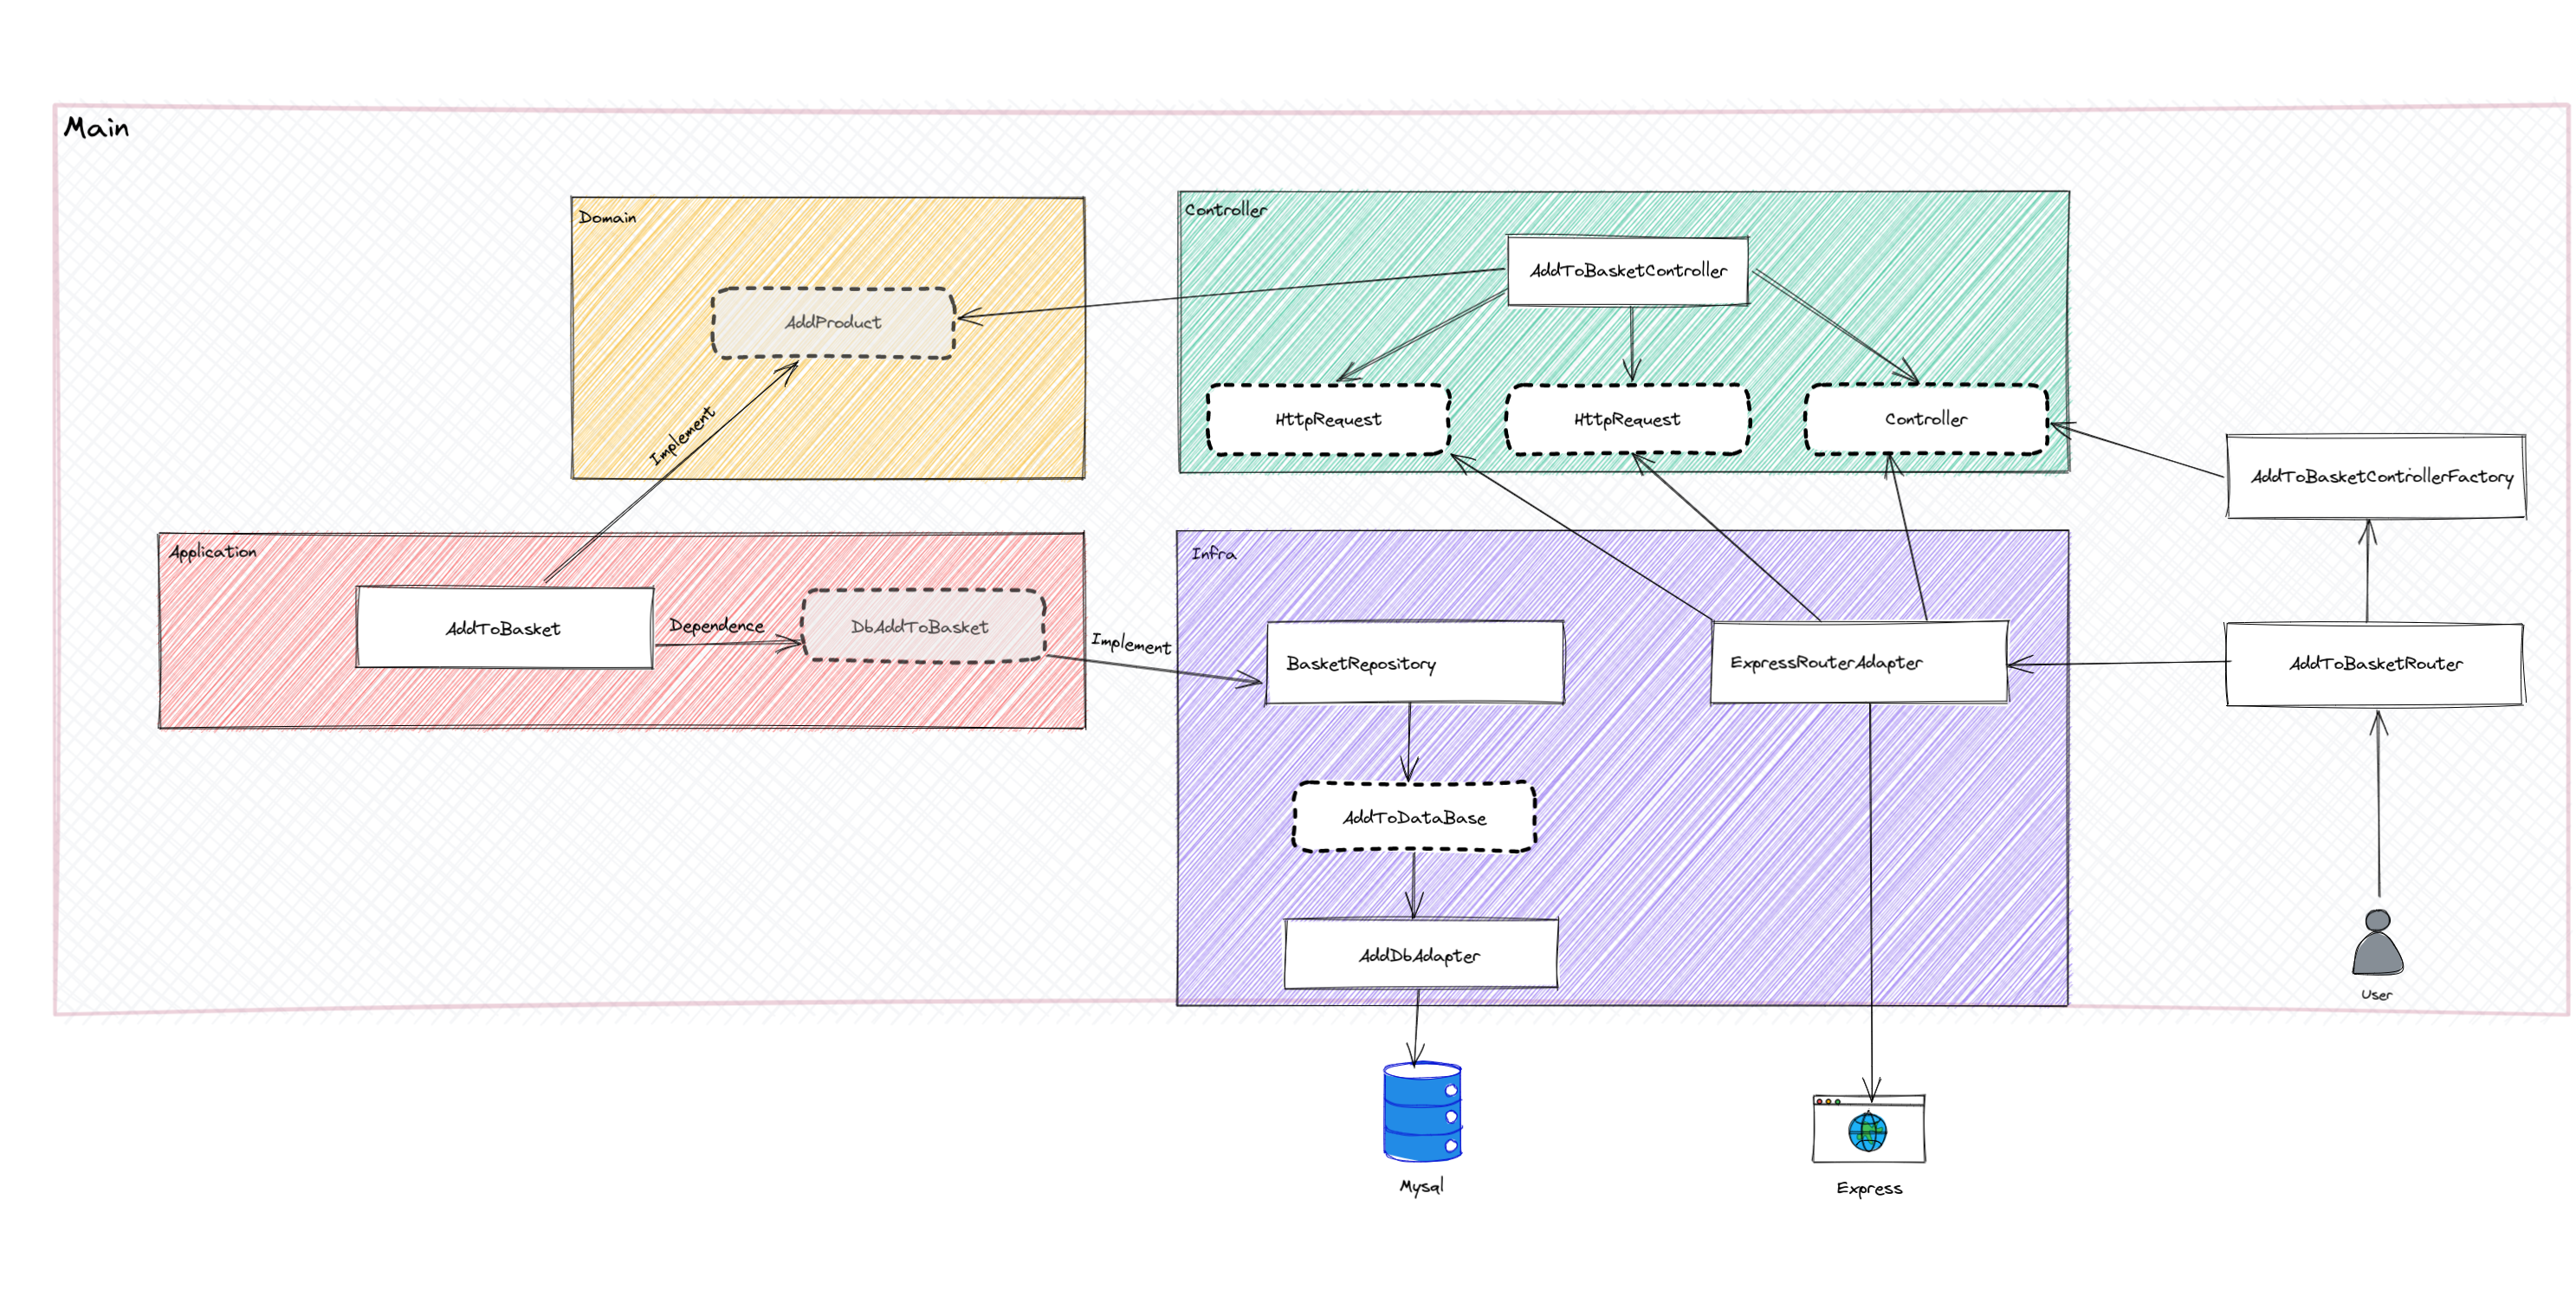 Main
Domain
AddProduct
Implement
Controller
AddToBasketController
HttpRequest
HttpRequest
Controller
AddToBasketControllerFactory
Application
AddToBasket
Dependence
DbAddToBasket
Implement
Infra
BasketRepository
ExpressRouterAdapter
AddToBasketRouter
AddToDataBase
AddDbAdapter
User
Mysql
Express